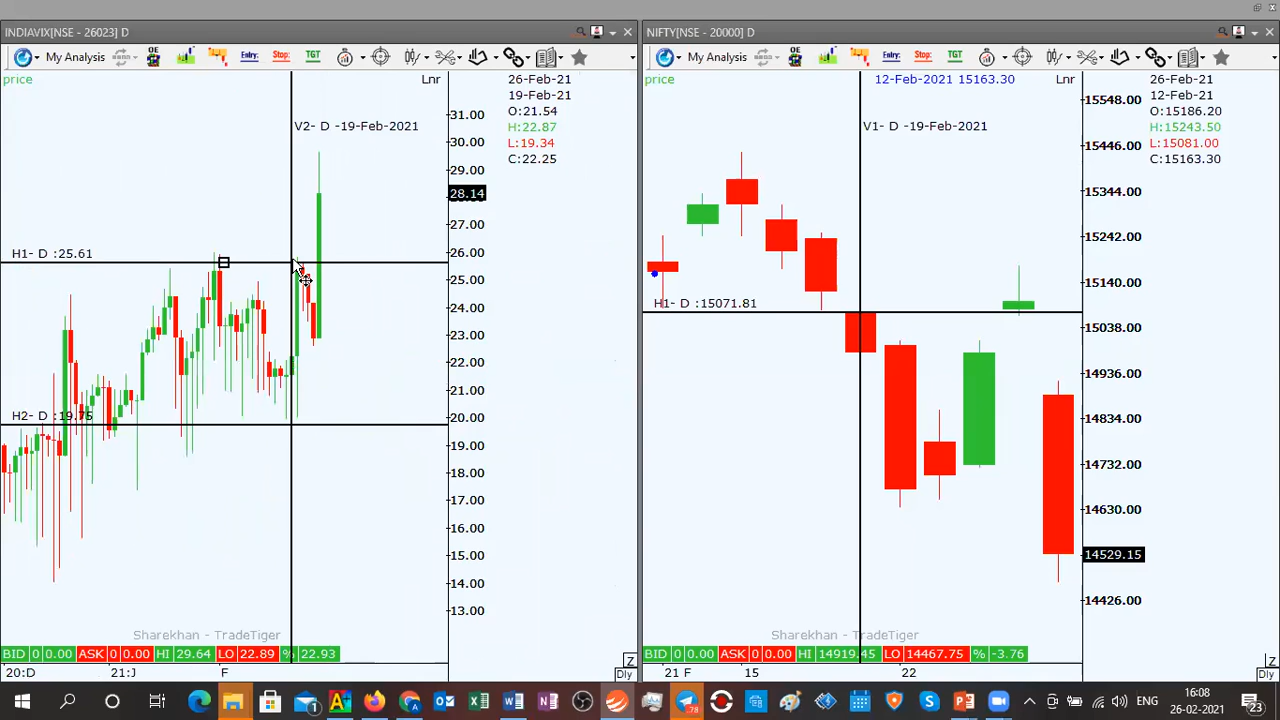 INDIAVIX[NSE - 26023] D
My Analysis
OE
Entry:
Stop:
TGT
price
Lnr
26-Feb-21
19-Feb-21
O:21.54
H:22.87
L:19.34
C:22.25
V2- D -19-Feb-2021
31.00
30.00
29.00
28.14
27.00
26.00
25.00
24.00
23.00
22.00
21.00
20.00
19.00
18.00
17.00
16.00
15.00
14.00
13.00
H1- D :25.61
H2- D :19.75
Sharekhan - TradeTiger
BID 0 0.00 ASK 0 0.00 HI 29.64 LO 22.89 % 22.93
20:D 21:J F
Z
Dly
NIFTY[NSE - 20000] D
My Analysis
OE
Entry:
Stop:
TGT
price
12-Feb-2021 15163.30
Lnr
26-Feb-21
12-Feb-21
O:15186.20
H:15243.50
L:15081.00
C:15163.30
V1- D -19-Feb-2021
15548.00
15446.00
15344.00
15242.00
15140.00
15038.00
14936.00
14834.00
14732.00
14630.00
14529.15
14426.00
H1- D :15071.81
Sharekhan - TradeTiger
BID 0 0.00 ASK 0 0.00 HI 14919.45 LO 14467.75 % -3.76
21 F 15 22
Z
Dly
78
ENG
16:08
26-02-2021
23